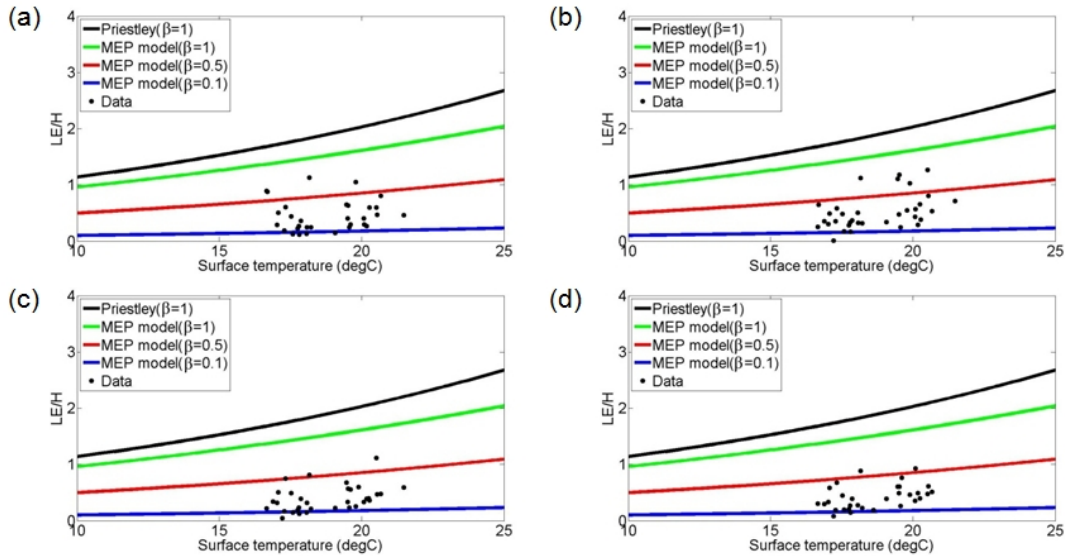 (a)
4
3
2
1
0
LE/H
Priestley(β=1)
MEP model(β=1)
MEP model(β=0.5)
MEP model(β=0.1)
Data
10 15 20 25
Surface temperature (degC)
(b)
4
3
2
1
0
LE/H
Priestley(β=1)
MEP model(β=1)
MEP model(β=0.5)
MEP model(β=0.1)
Data
10 15 20 25
Surface temperature (degC)
(c)
4
3
2
1
0
LE/H
Priestley(β=1)
MEP model(β=1)
MEP model(β=0.5)
MEP model(β=0.1)
Data
10 15 20 25
Surface temperature (degC)
(d)
4
3
2
1
0
LE/H
Priestley(β=1)
MEP model(β=1)
MEP model(β=0.5)
MEP model(β=0.1)
Data
10 15 20 25
Surface temperature (degC)